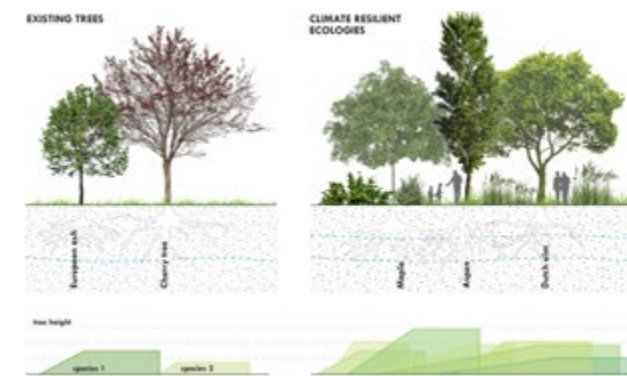 EXISTING TREES
CLIMATE RESILIENT
ECOLOGIES
European ash
Cherry tree
Maple
Aspen
Dutch elm
tree height
species 1
species 2